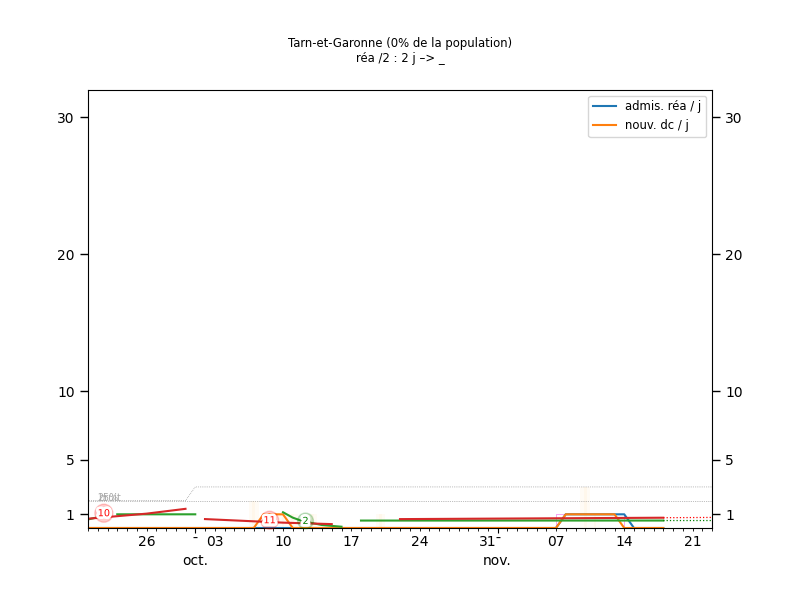 Tarn-et-Garonne (0% de la population)
réa /2 : 2 j –> _
admis. réa / j
nouv. dc / j
30 30
20 20
10 10
5 5
1 1
10
11
2
26 - 03 10 17 24 31 - 07 14 21
oct. nov.